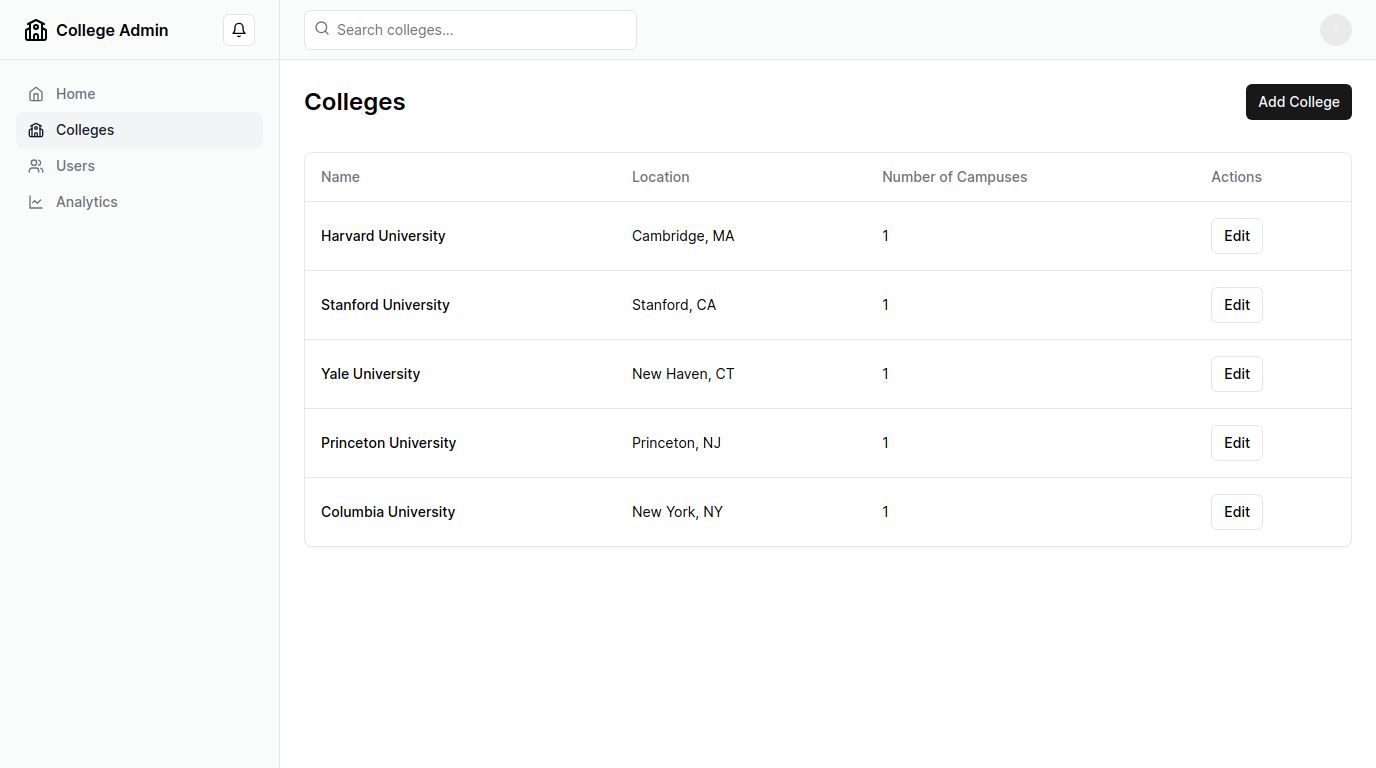 College Admin
Search colleges...
Home
Colleges
Users
Analytics
Colleges
Add College
Name Location Number of Campuses Actions
Harvard University Cambridge, MA 1 Edit
Stanford University Stanford, CA 1 Edit
Yale University New Haven, CT 1 Edit
Princeton University Princeton, NJ 1 Edit
Columbia University New York, NY 1 Edit